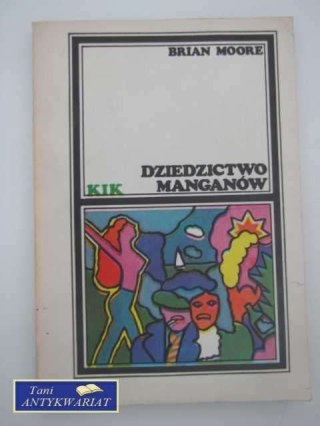 BRIAN MOORE
DZIEDZICTWO
MANGANÓW
KIK
Tani
ANTYKWARIAT